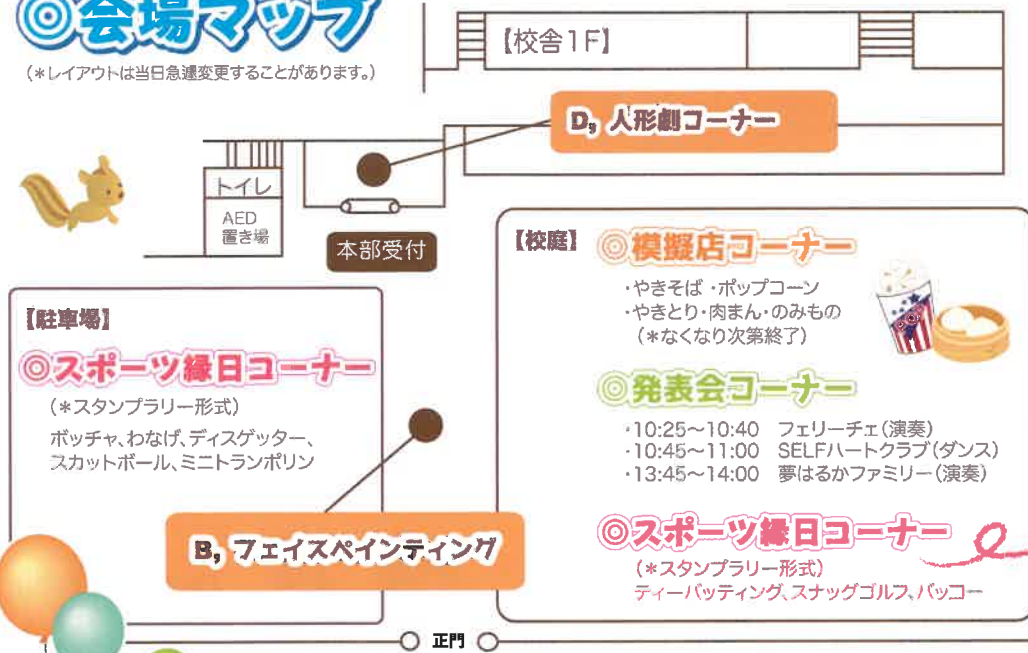 ◎会場マップ
(*レイアウトは当日急遽変更することがあります。)
【校舎1F】
D, 人形劇コーナー
トイレ
AED
置き場
本部受付
【駐車場】
◎スポーツ縁日コーナー
(*スタンプラリー形式)
ボッチャ、わなげ、ディスゲッター、
スカットボール、ミニトランポリン
B, フェイスペインティング
【校庭】
◎模擬店コーナー
・やきそば ・ポップコーン
・やきとり・肉まん・のみもの
(*なくなり次第終了)
◎発表会コーナー
・10:25〜10:40 フェリーチェ(演奏)
・10:45〜11:00 SELFハートクラブ(ダンス)
・13:45〜14:00 夢はるかファミリー(演奏)
◎スポーツ縁日コーナー
(*スタンプラリー形式)
ティーバッティング、スナッグゴルフ、バッゴー
正門